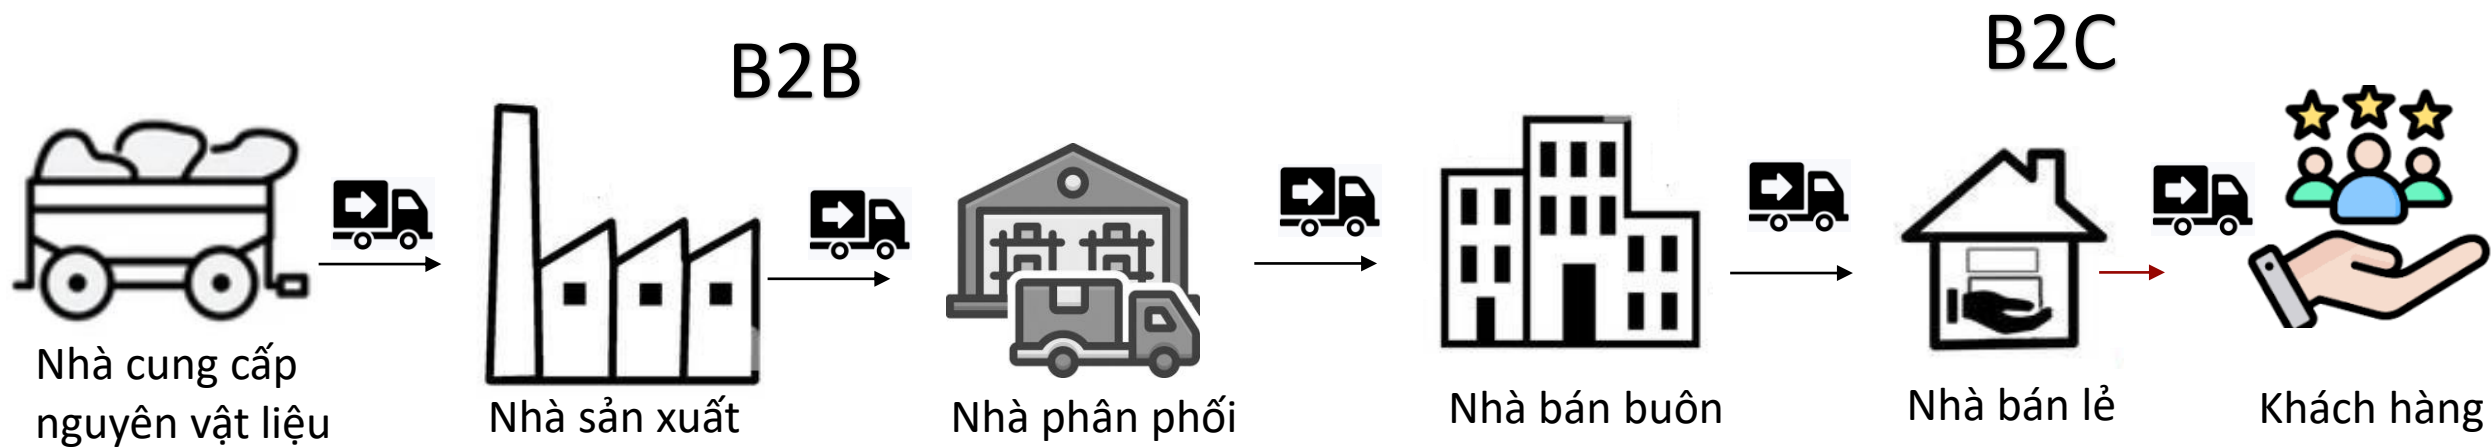 B2B
B2C
Nhà cung cấp
nguyên vật liệu
Nhà sản xuất
Nhà phân phối
Nhà bán buôn
Nhà bán lẻ
Khách hàng